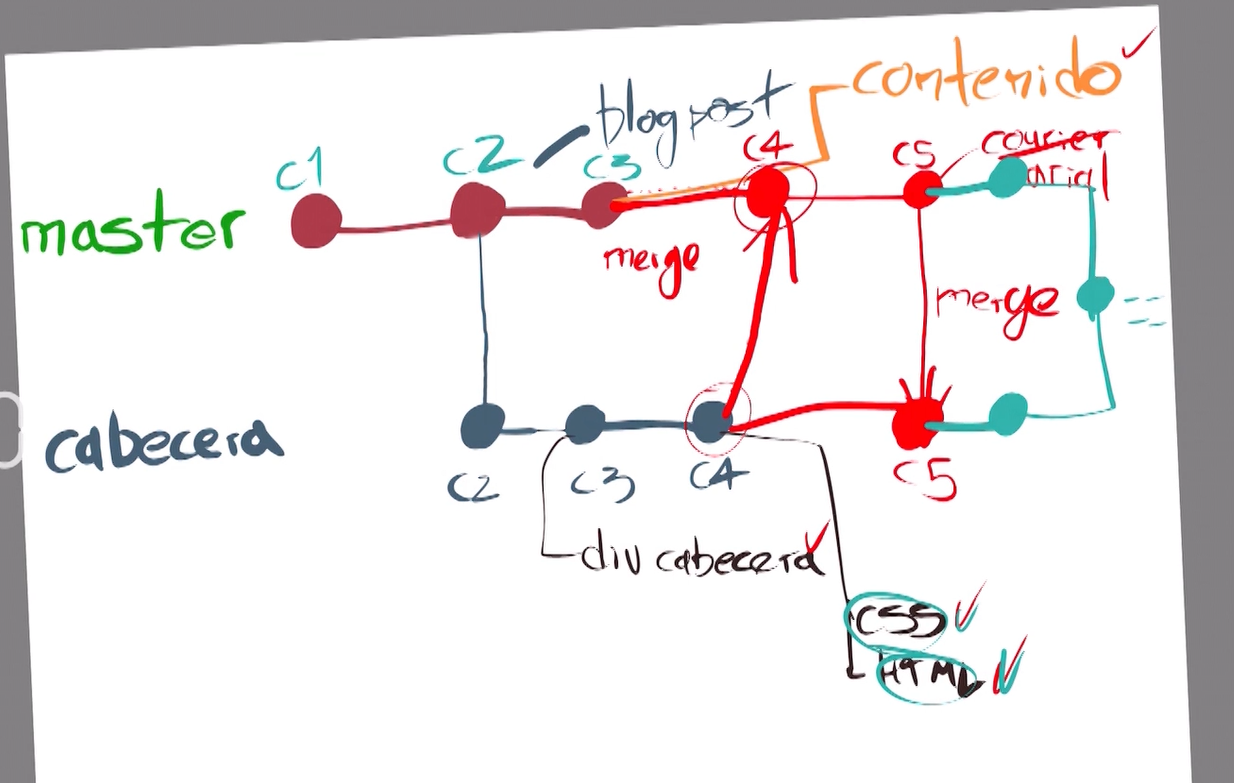 contenido
blogpost
c1
c2
c3
c4
c5
courier
arial
master
merge
merge
cabecera
c2
c3
c4
c5
div cabecera
CSS
HTML